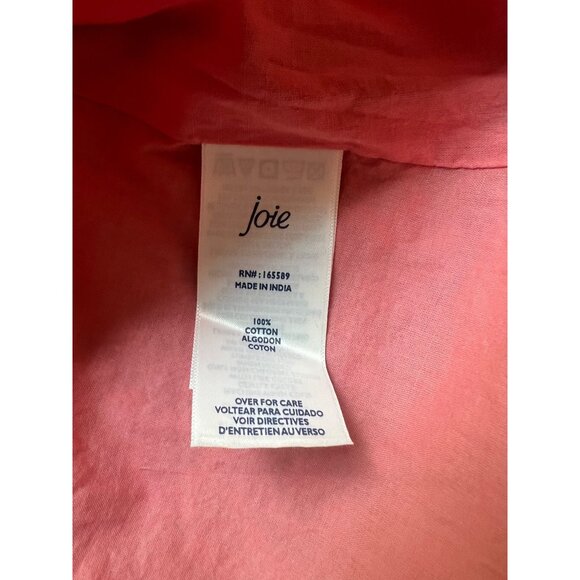 joie
RN#: 165589
MADE IN INDIA
100%
COTTON
ALGODON
COTON
OVER FOR CARE
VOLTEAR PARA CUIDADO
VOIR DIRECTIVES
D'ENTRETIEN AU VERSO